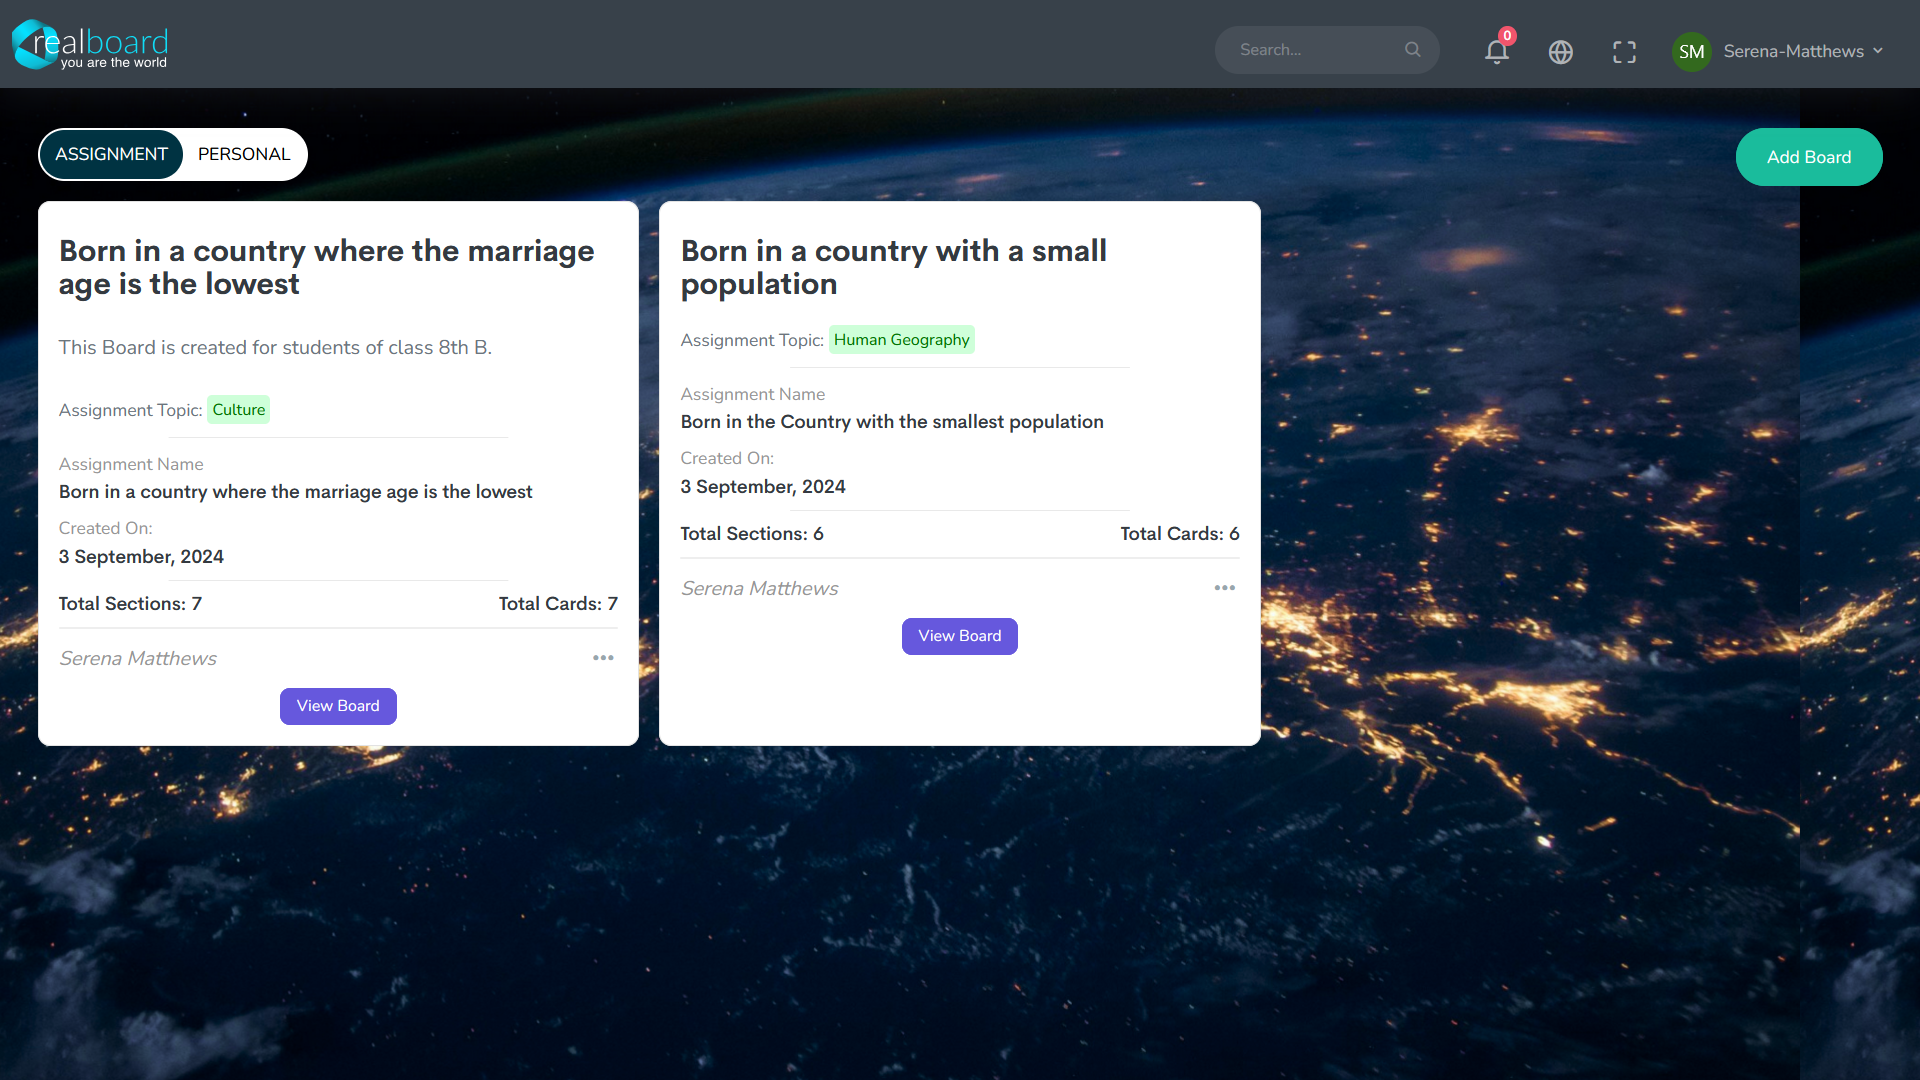 realboard
you are the world
Search...
0
SM
Serena-Matthews
ASSIGNMENT
PERSONAL
Add Board
Born in a country where the marriage
age is the lowest
This Board is created for students of class 8th B.
Assignment Topic: Culture
Assignment Name
Born in a country where the marriage age is the lowest
Created On:
3 September, 2024
Total Sections: 7
Total Cards: 7
Serena Matthews
View Board
Born in a country with a small
population
Assignment Topic: Human Geography
Assignment Name
Born in the Country with the smallest population
Created On:
3 September, 2024
Total Sections: 6
Total Cards: 6
Serena Matthews
View Board